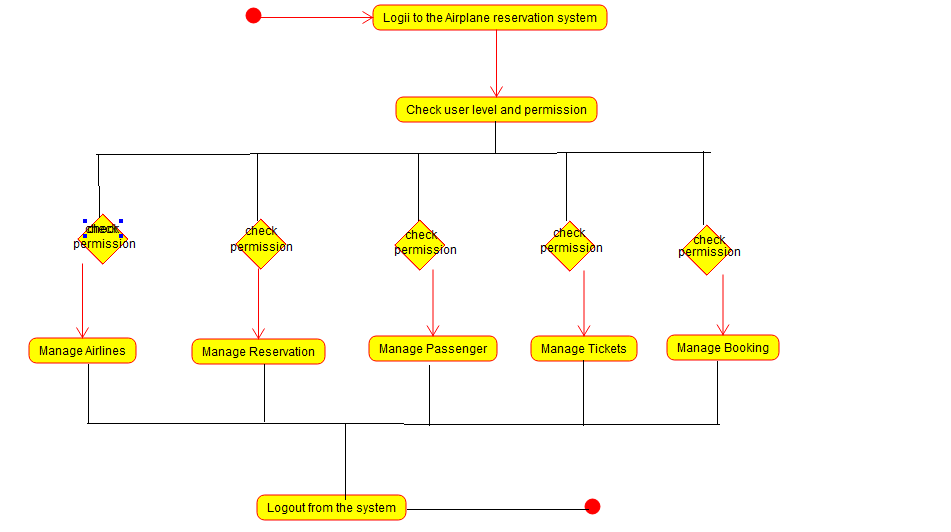 Logii to the Airplane reservation system
Check user level and permission
check
permission
check
permission
check
permission
check
permission
check
permission
Manage Airlines
Manage Reservation
Manage Passenger
Manage Tickets
Manage Booking
Logout from the system